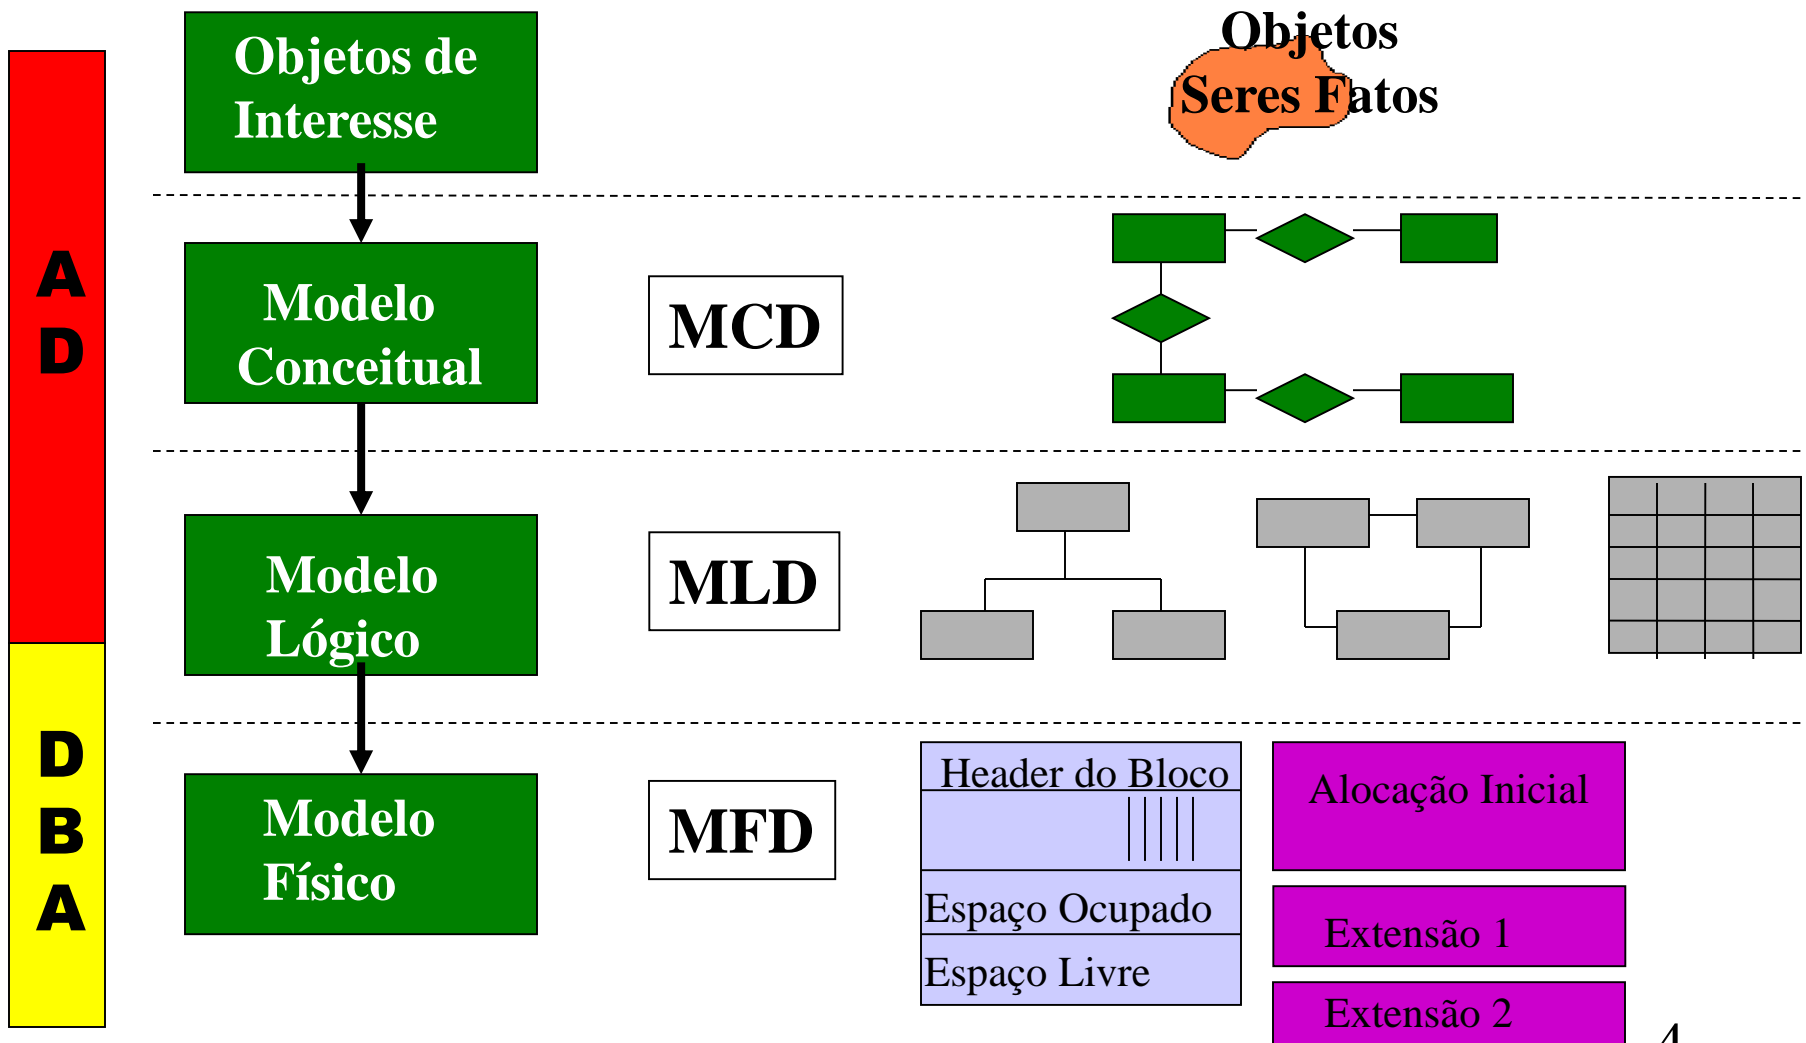 Objetos de
Interesse
Objetos
Seres Fatos
A
D
Modelo
Conceitual
MCD
Modelo
Lógico
MLD
D
B
A
Modelo
Físico
MFD
Header do Bloco
Espaço Ocupado
Espaço Livre
Alocação Inicial
Extensão 1
Extensão 2
4